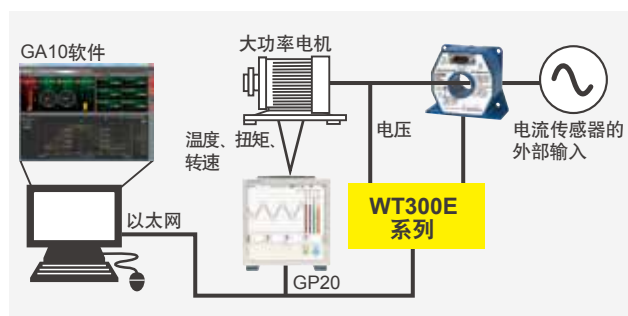 GA10软件
大功率电机
温度、扭矩、
转速
电压
电流传感器的
外部输入
WT300E
系列
以太网
GP20